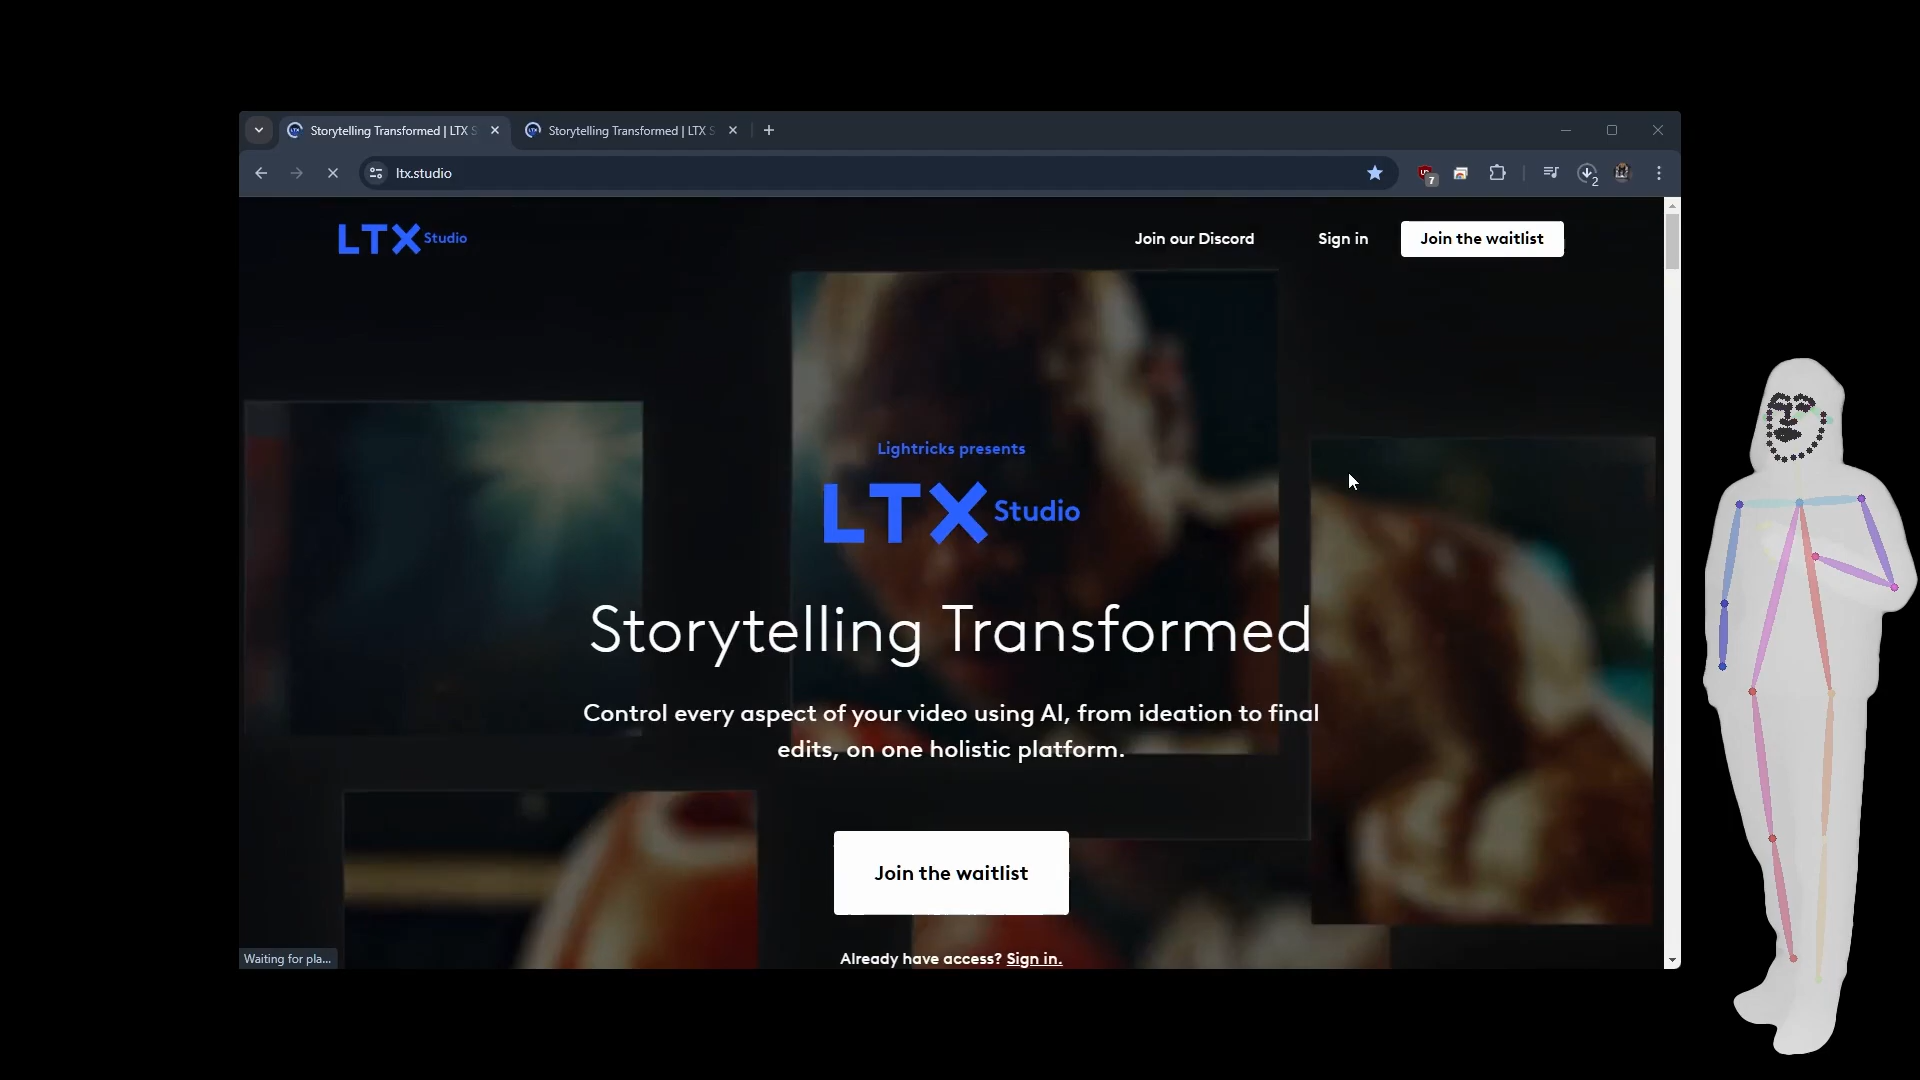 Storytelling Transformed | LTX S
Storytelling Transformed | LTX S
ltx.studio
7
2
LTX Studio
Join our Discord
Sign in
Join the waitlist
Lightricks presents
LTX Studio
Storytelling Transformed
Control every aspect of your video using AI, from ideation to final
edits, on one holistic platform.
Join the waitlist
Already have access? Sign in.
Waiting for pla...